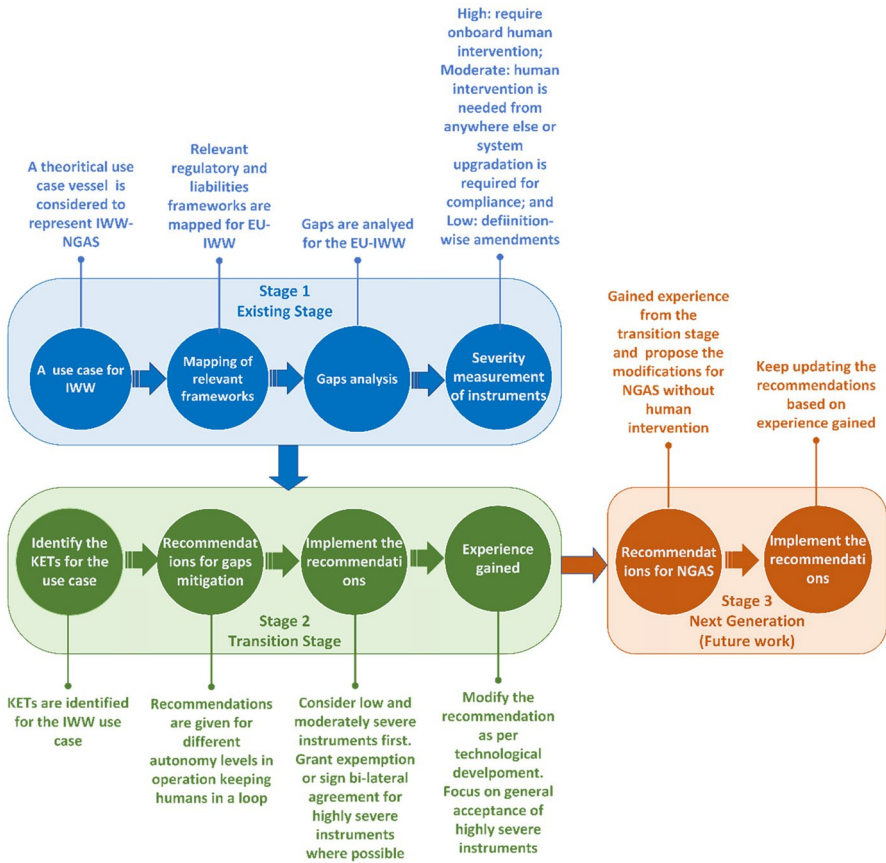 High: require
onboard human
intervention;
Moderate: human
intervention is
needed from
anywhere else or
system
upgradation is
required for
compliance; and
Low: defiinition-
wise amendments
A theoritical use
case vessel is
considered to
represent IWW-
NGAS
Relevant
regulatory and
liabilities
frameworks are
mapped for EU-
IWW
Gaps are analyed
for the EU-IWW
Stage 1
Existing Stage
A use case for
IWW
Mapping of
relevant
frameworks
Gaps analysis
Severity
measurement
of instruments
Gained experience
from the
transition stage
and propose the
modifications for
NGAS without
human
intervention
Keep updating the
recommendations
based on
experience gained
Identify the
KETs for the
use case
Recommendat
ions for gaps
mitigation
Implement the
recommendati
ons
Experience
gained
Stage 2
Transition Stage
Recommendat
ions for NGAS
Implement the
recommendati
ons
Stage 3
Next Generation
(Future work)
KETs are identified
for the IWW use
case
Recommendations
are given for
different
autonomy levels in
operation keeping
humans in a loop
Consider low and
moderately severe
instruments first.
Grant expemption
or sign bi-lateral
agreement for
highly severe
instruments
where possible
Modify the
recommendation
as per
technological
develpoment.
Focus on general
acceptance of
highly severe
instruments